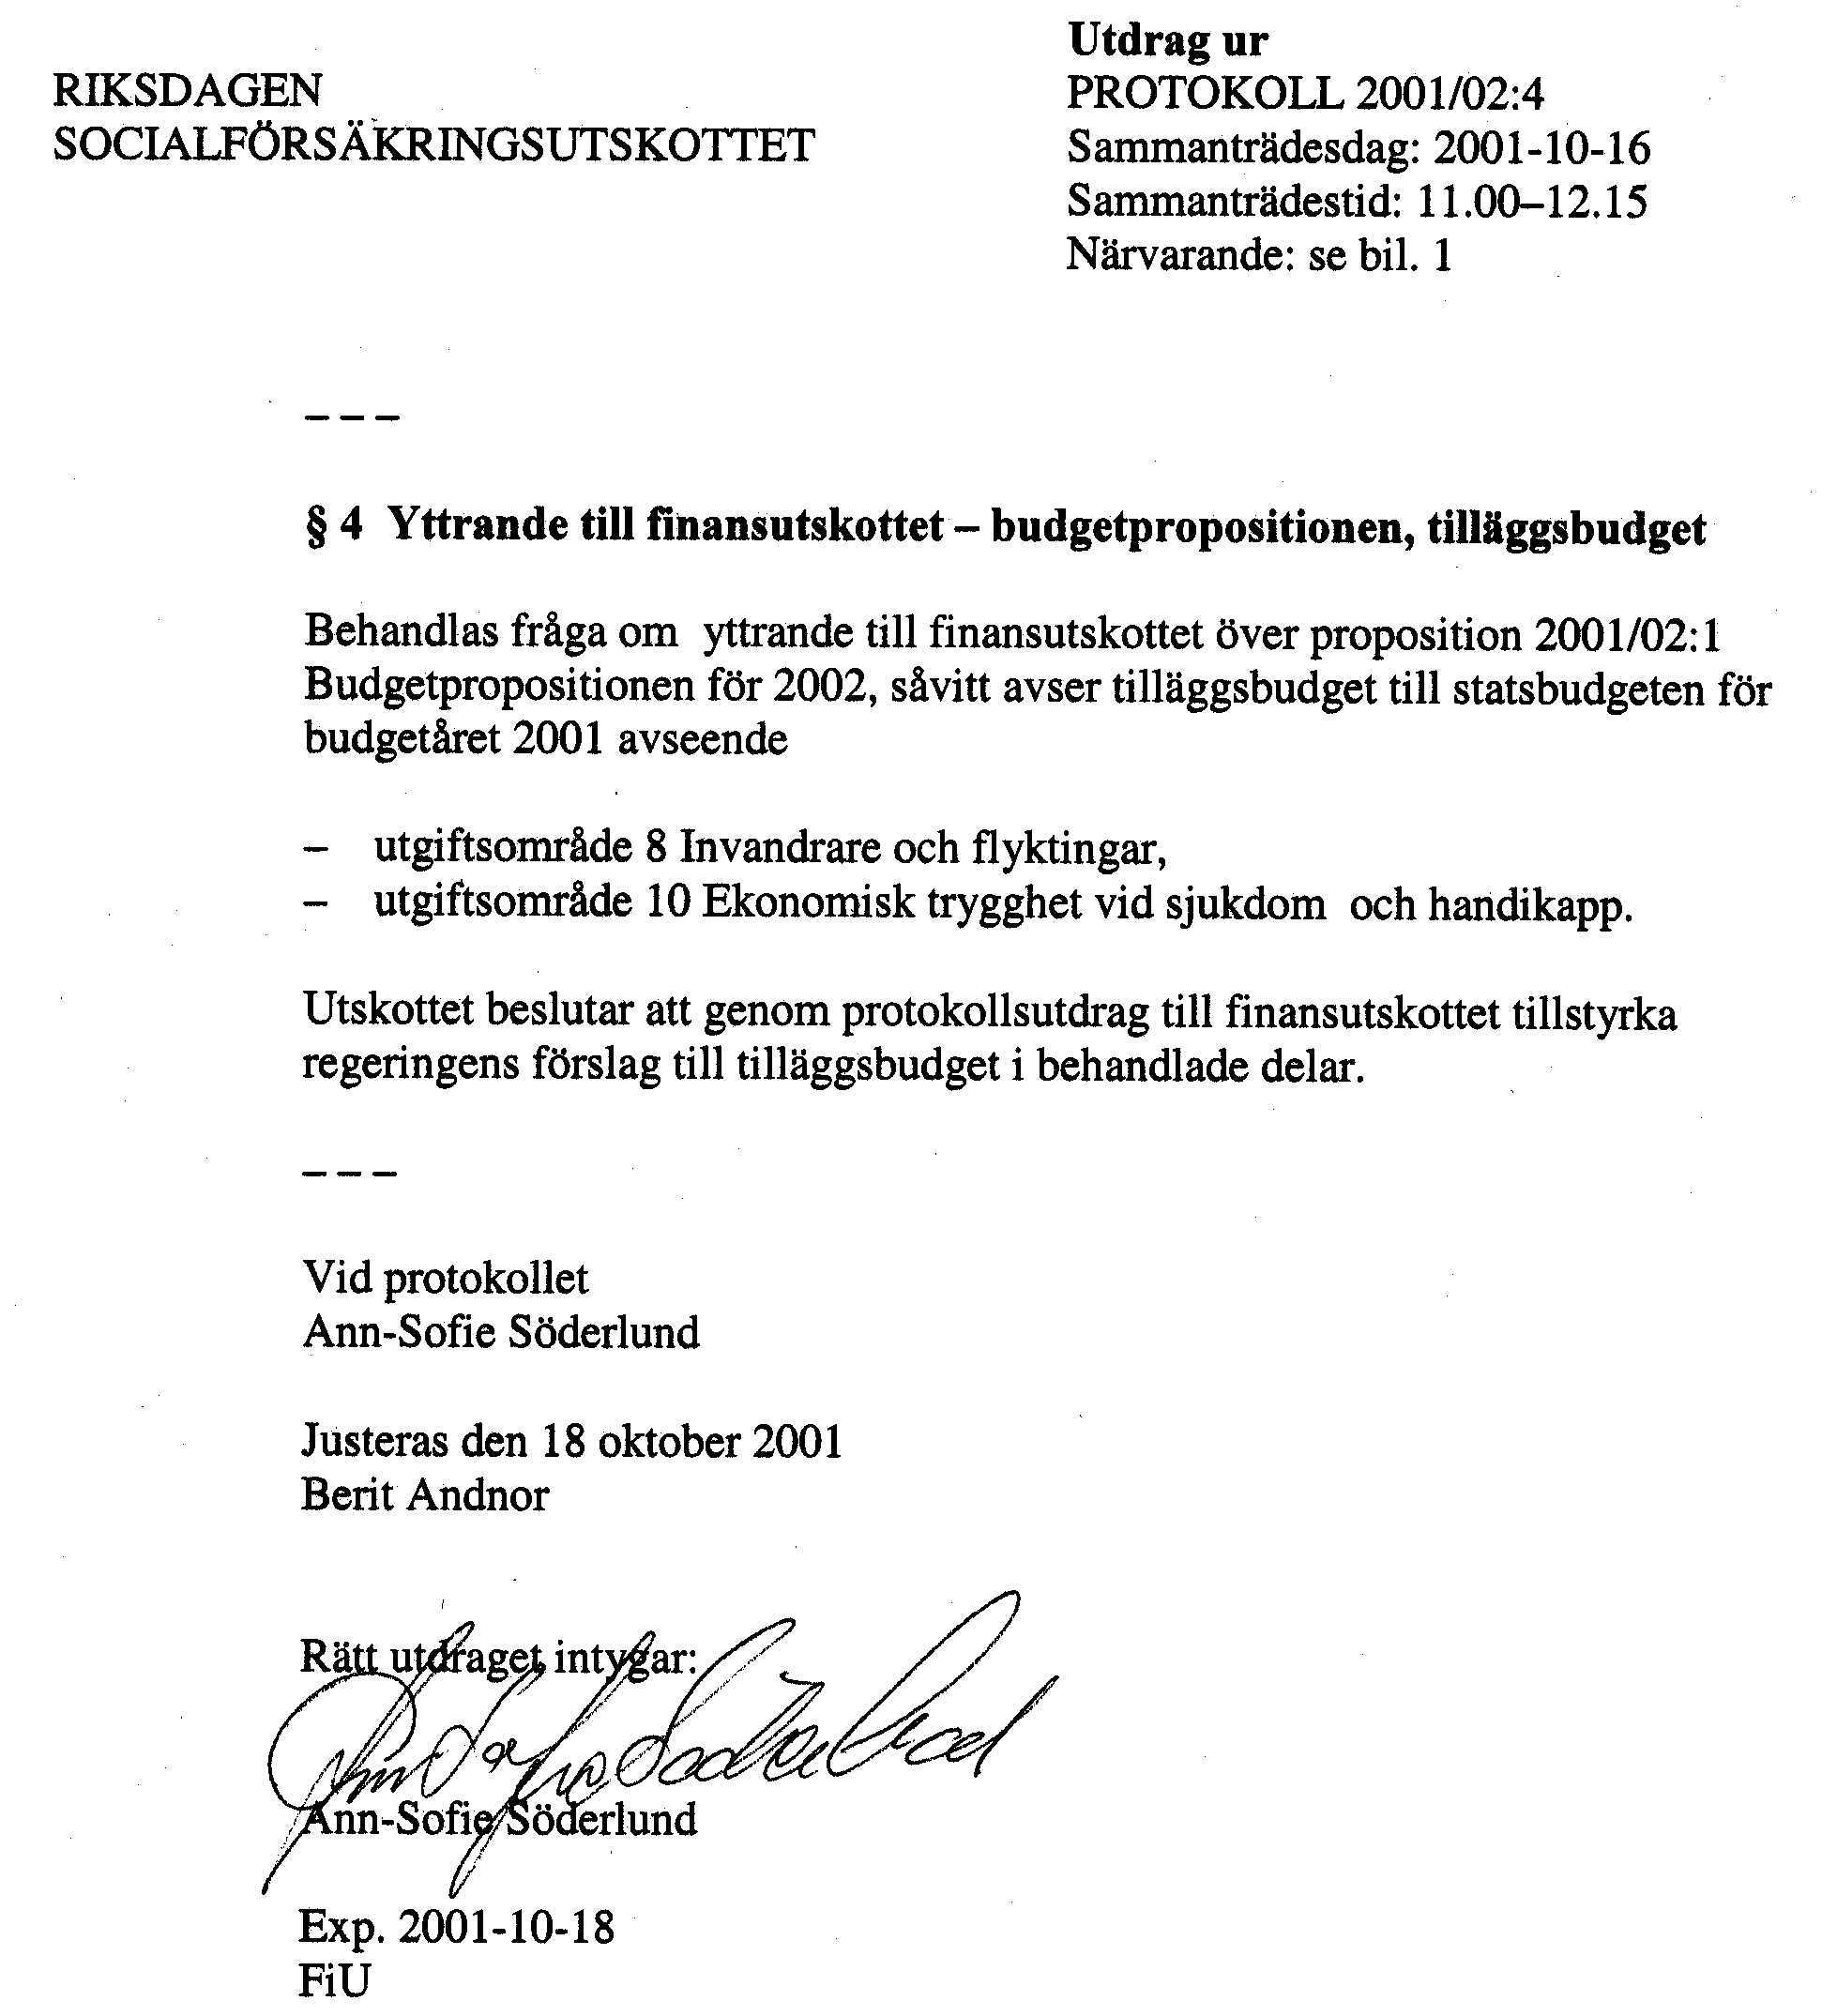 RIKSDAGEN
SOCIALFÖRSÄKRINGSUTSKOTTET
Utdrag ur
PROTOKOLL 2001/02:4
Sammanträdesdag: 2001-10-16
Sammanträdestid: 11.00–12.15
Närvarande: se bil. 1
– – –
§ 4 Yttrande till finansutskottet – budgetpropositionen, tilläggsbudget
Behandlas fråga om yttrande till finansutskottet över proposition 2001/02:1
Budgetpropositionen för 2002, såvitt avser tilläggsbudget till statsbudgeten för
budgetåret 2001 avseende
– utgiftsområde 8 Invandrare och flyktingar,
– utgiftsområde 10 Ekonomisk trygghet vid sjukdom och handikapp.
Utskottet beslutar att genom protokollsutdrag till finansutskottet tillstyrka
regeringens förslag till tilläggsbudget i behandlade delar.
– – –
Vid protokollet
Ann-Sofie Söderlund
Justeras den 18 oktober 2001
Berit Andnor
Rätt utdraget intygar:
Ann-Sofie Söderlund
Ann-Sofie Söderlund
Exp. 2001-10-18
FiU